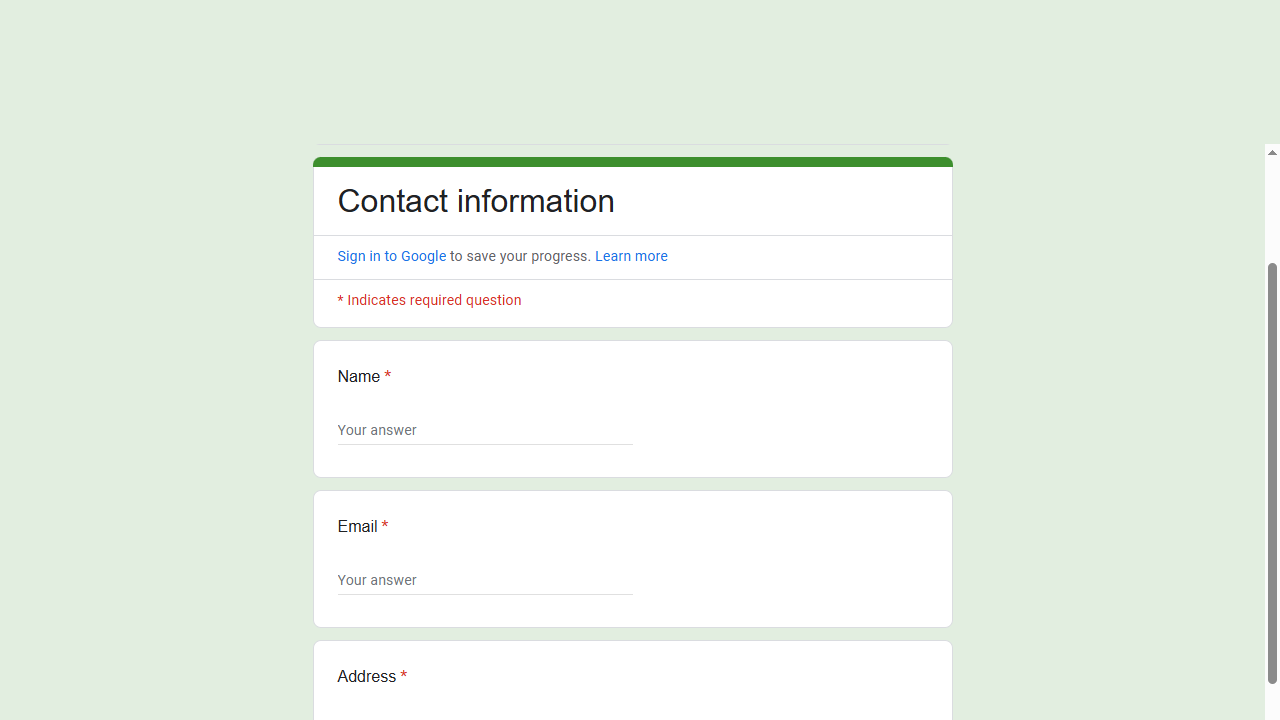 Contact information
Sign in to Google to save your progress. Learn more
* Indicates required question
Name *
Your answer
Email *
Your answer
Address *